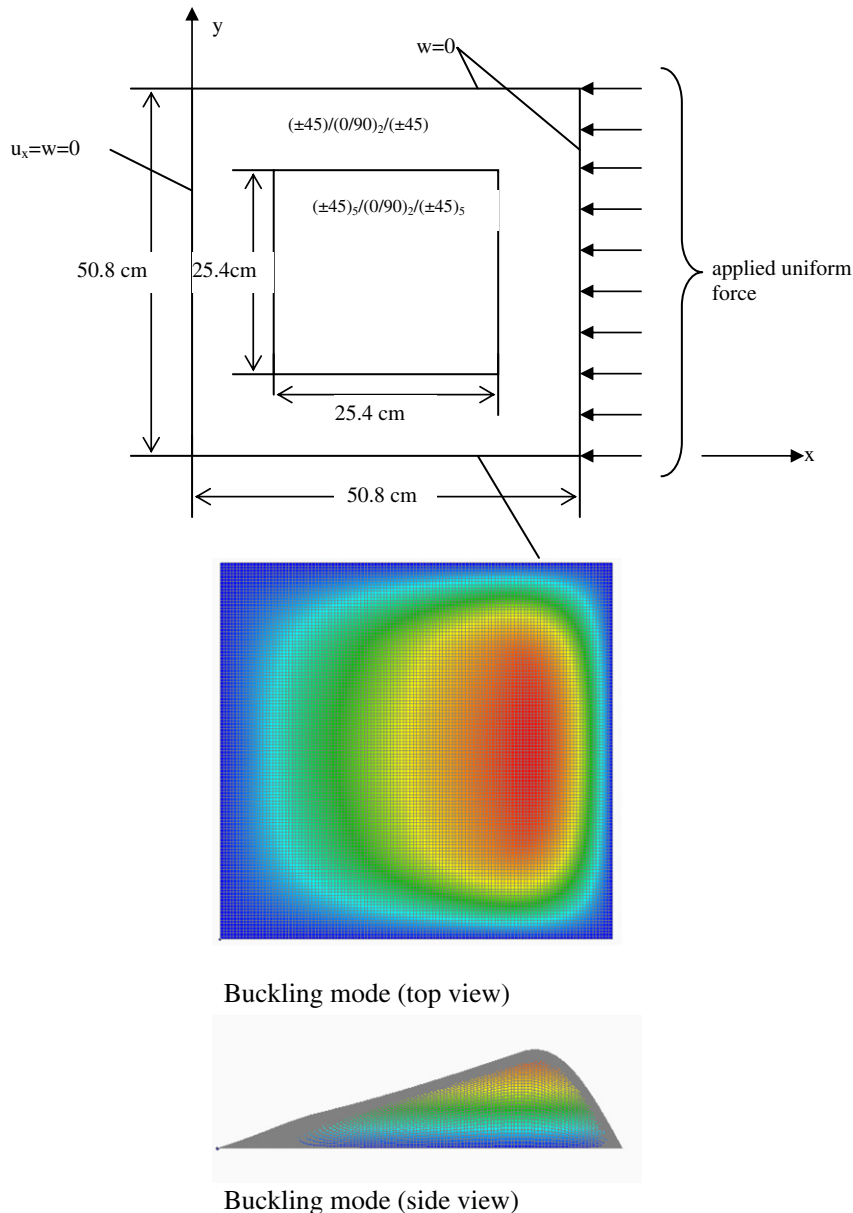 y
w=0
(±45)/(0/90)₂/(±45)
uₓ=w=0
(±45)₅/(0/90)₂/(±45)₅
50.8 cm
25.4cm
applied uniform
force
25.4 cm
x
50.8 cm
Buckling mode (top view)
Buckling mode (side view)